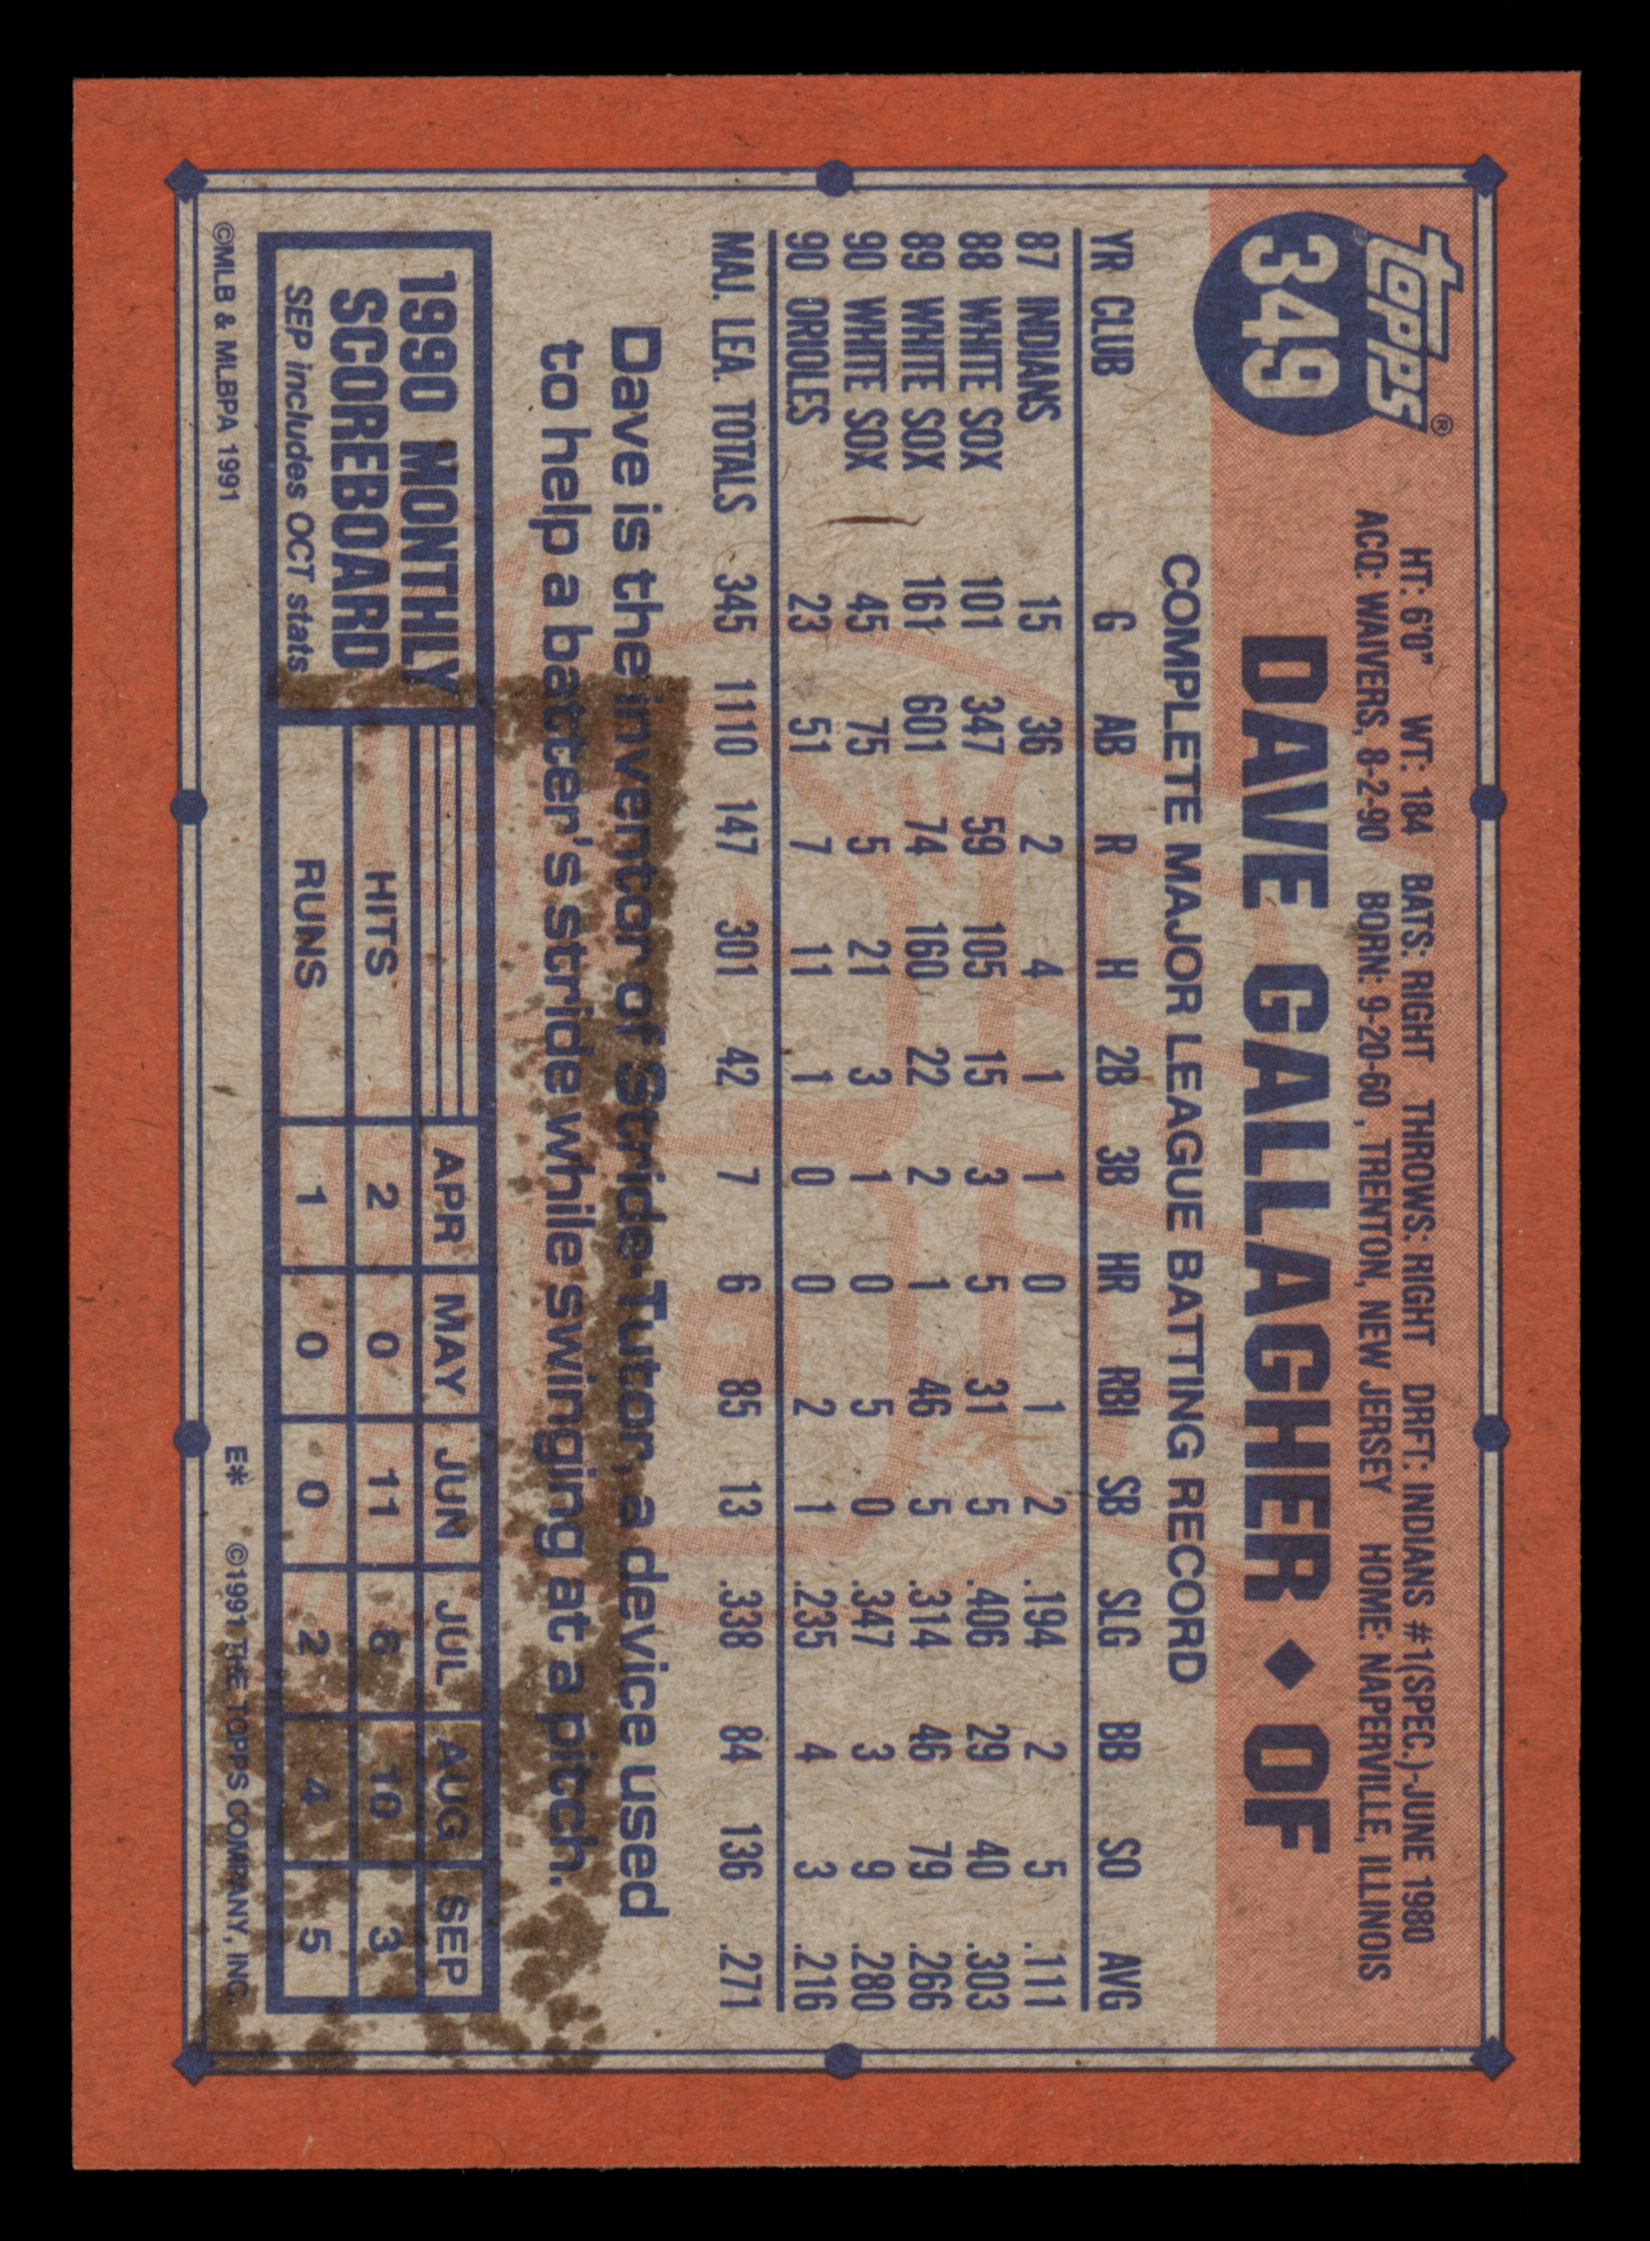 Topps®
349
HT: 6'0" WT: 184 BATS: RIGHT THROWS: RIGHT DRFT: INDIANS #1(SPEC.)-JUNE 1980
ACQ: WAIVERS, 8-2-90 BORN: 9-20-60, TRENTON, NEW JERSEY HOME: NAPERVILLE, ILLINOIS
DAVE GALLAGHER ◆ OF
COMPLETE MAJOR LEAGUE BATTING RECORD
YR CLUB G AB R H 2B 3B HR RBI SB SLG BB SO AVG
87 INDIANS 15 36 2 4 1 1 0 1 2 .194 2 5 .111
88 WHITE SOX 101 347 59 105 15 3 5 31 5 .406 29 40 .303
89 WHITE SOX 161 601 74 160 22 2 1 46 5 .314 46 79 .266
90 WHITE SOX 45 75 5 21 3 1 0 5 0 .347 3 9 .280
90 ORIOLES 23 51 7 11 1 0 0 2 1 .235 4 3 .216
MAJ. LEA. TOTALS 345 1110 147 301 42 7 6 85 13 .338 84 136 .271
Dave is the inventor of Stride-Tutor, a device used
to help a batter's stride while swinging at a pitch.
1990 MONTHLY
SCOREBOARD
SEP includes OCT stats
APR MAY JUN JUL AUG SEP
HITS 2 0 11 6 10 3
RUNS 1 0 0 2 4 5
©MLB & MLBPA 1991 E* ©1991 THE TOPPS COMPANY, INC.